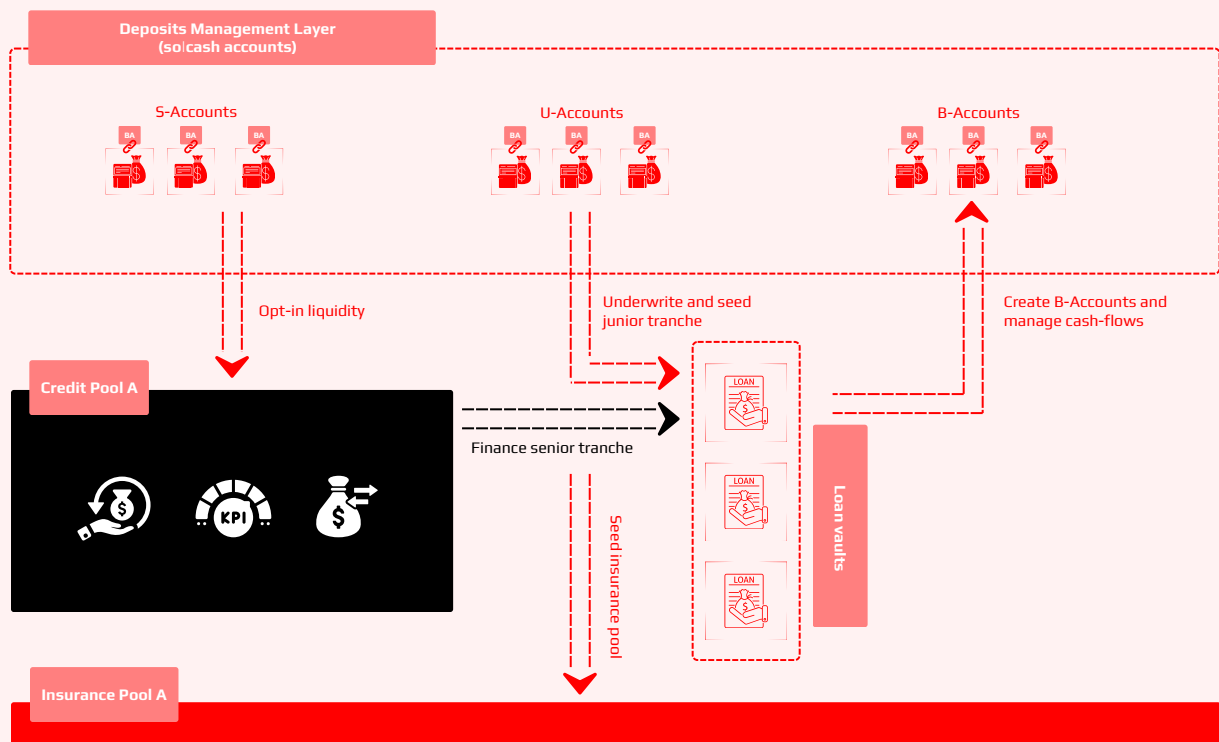 Deposits Management Layer
(so|cash accounts)
S-Accounts
U-Accounts
B-Accounts
BA
BA
BA
BA
BA
BA
BA
BA
BA
Opt-in liquidity
Underwrite and seed
junior tranche
Create B-Accounts and
manage cash-flows
Credit Pool A
Finance senior tranche
KPI
LOAN
LOAN
LOAN
Loan vaults
Seed insurance pool
Insurance Pool A